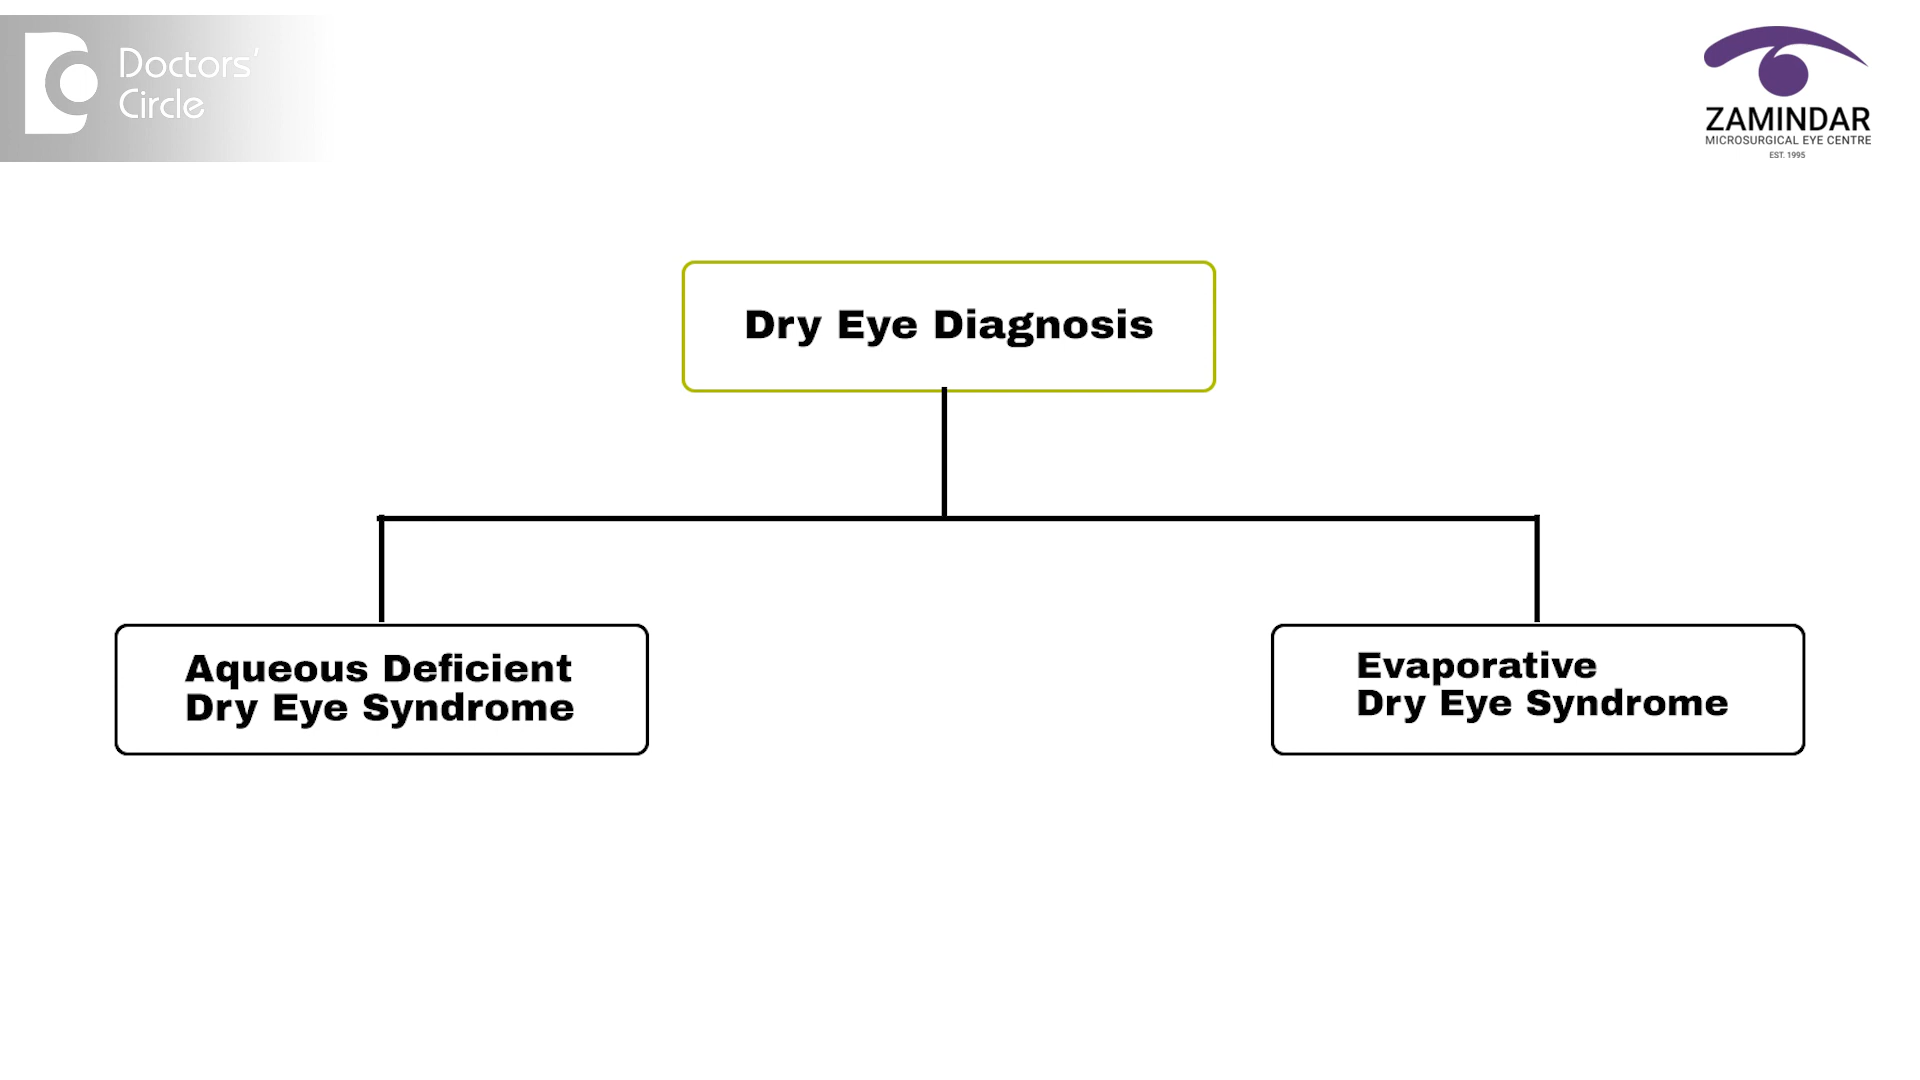 Doctors'
Circle
ZAMINDAR
MICROSURGICAL EYE CENTRE
EST. 1995
Dry Eye Diagnosis
Aqueous Deficient
Dry Eye Syndrome
Evaporative
Dry Eye Syndrome